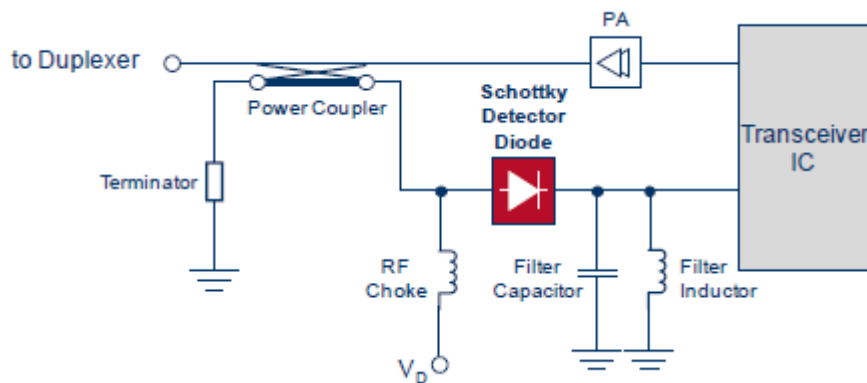 PA
to Duplexer
Power Coupler
Schottky
Detector
Diode
Transceiver
IC
Terminator
RF
Choke
Filter
Capacitor
Filter
Inductor
VD